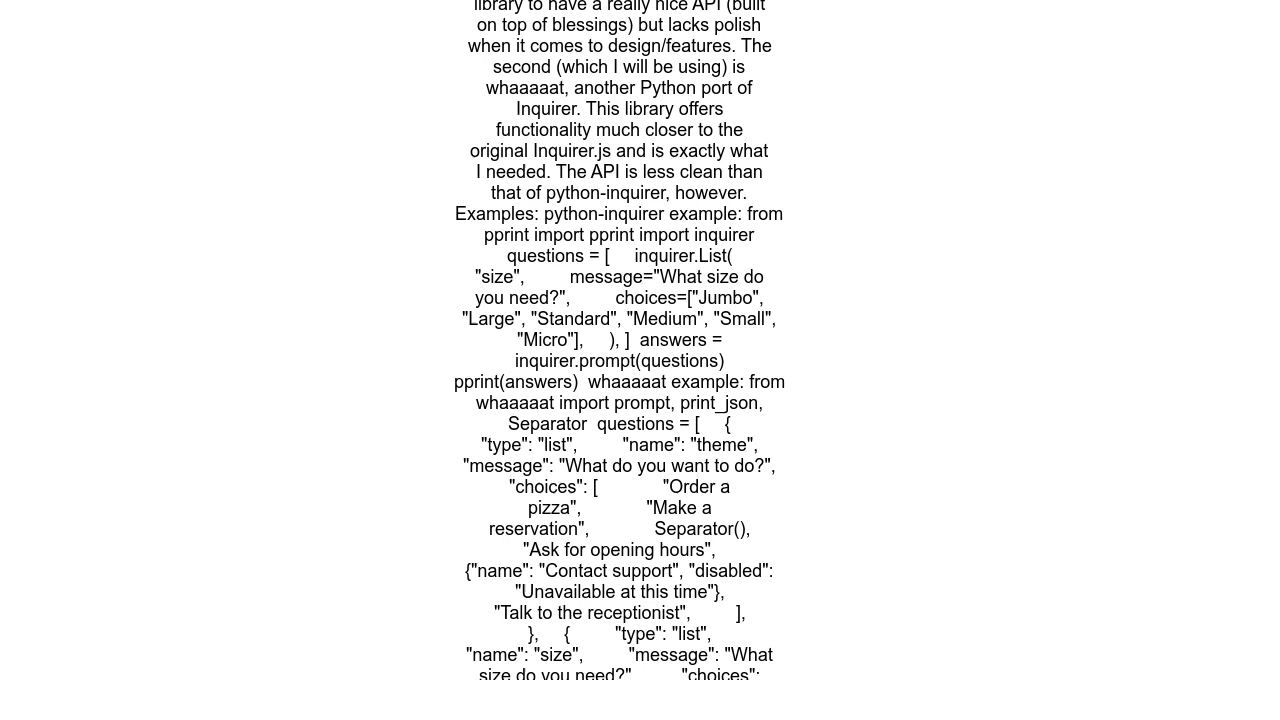 library to have a really nice API (built
on top of blessings) but lacks polish
when it comes to design/features. The
second (which I will be using) is
whaaaaat, another Python port of
Inquirer. This library offers
functionality much closer to the
original Inquirer.js and is exactly what
I needed. The API is less clean than
that of python-inquirer, however.
Examples: python-inquirer example: from
pprint import pprint import inquirer
questions = [     inquirer.List(
"size",         message="What size do
you need?",         choices=["Jumbo",
"Large", "Standard", "Medium", "Small",
"Micro"],     ), ]  answers =
inquirer.prompt(questions)
pprint(answers)  whaaaaat example: from
whaaaaat import prompt, print_json,
Separator  questions = [     {
"type": "list",         "name": "theme",
"message": "What do you want to do?",
"choices": [             "Order a
pizza",             "Make a
reservation",             Separator(),
"Ask for opening hours",
{"name": "Contact support", "disabled":
"Unavailable at this time"},
"Talk to the receptionist",         ],
},     {         "type": "list",
"name": "size",         "message": "What
size do you need?"          "choices":